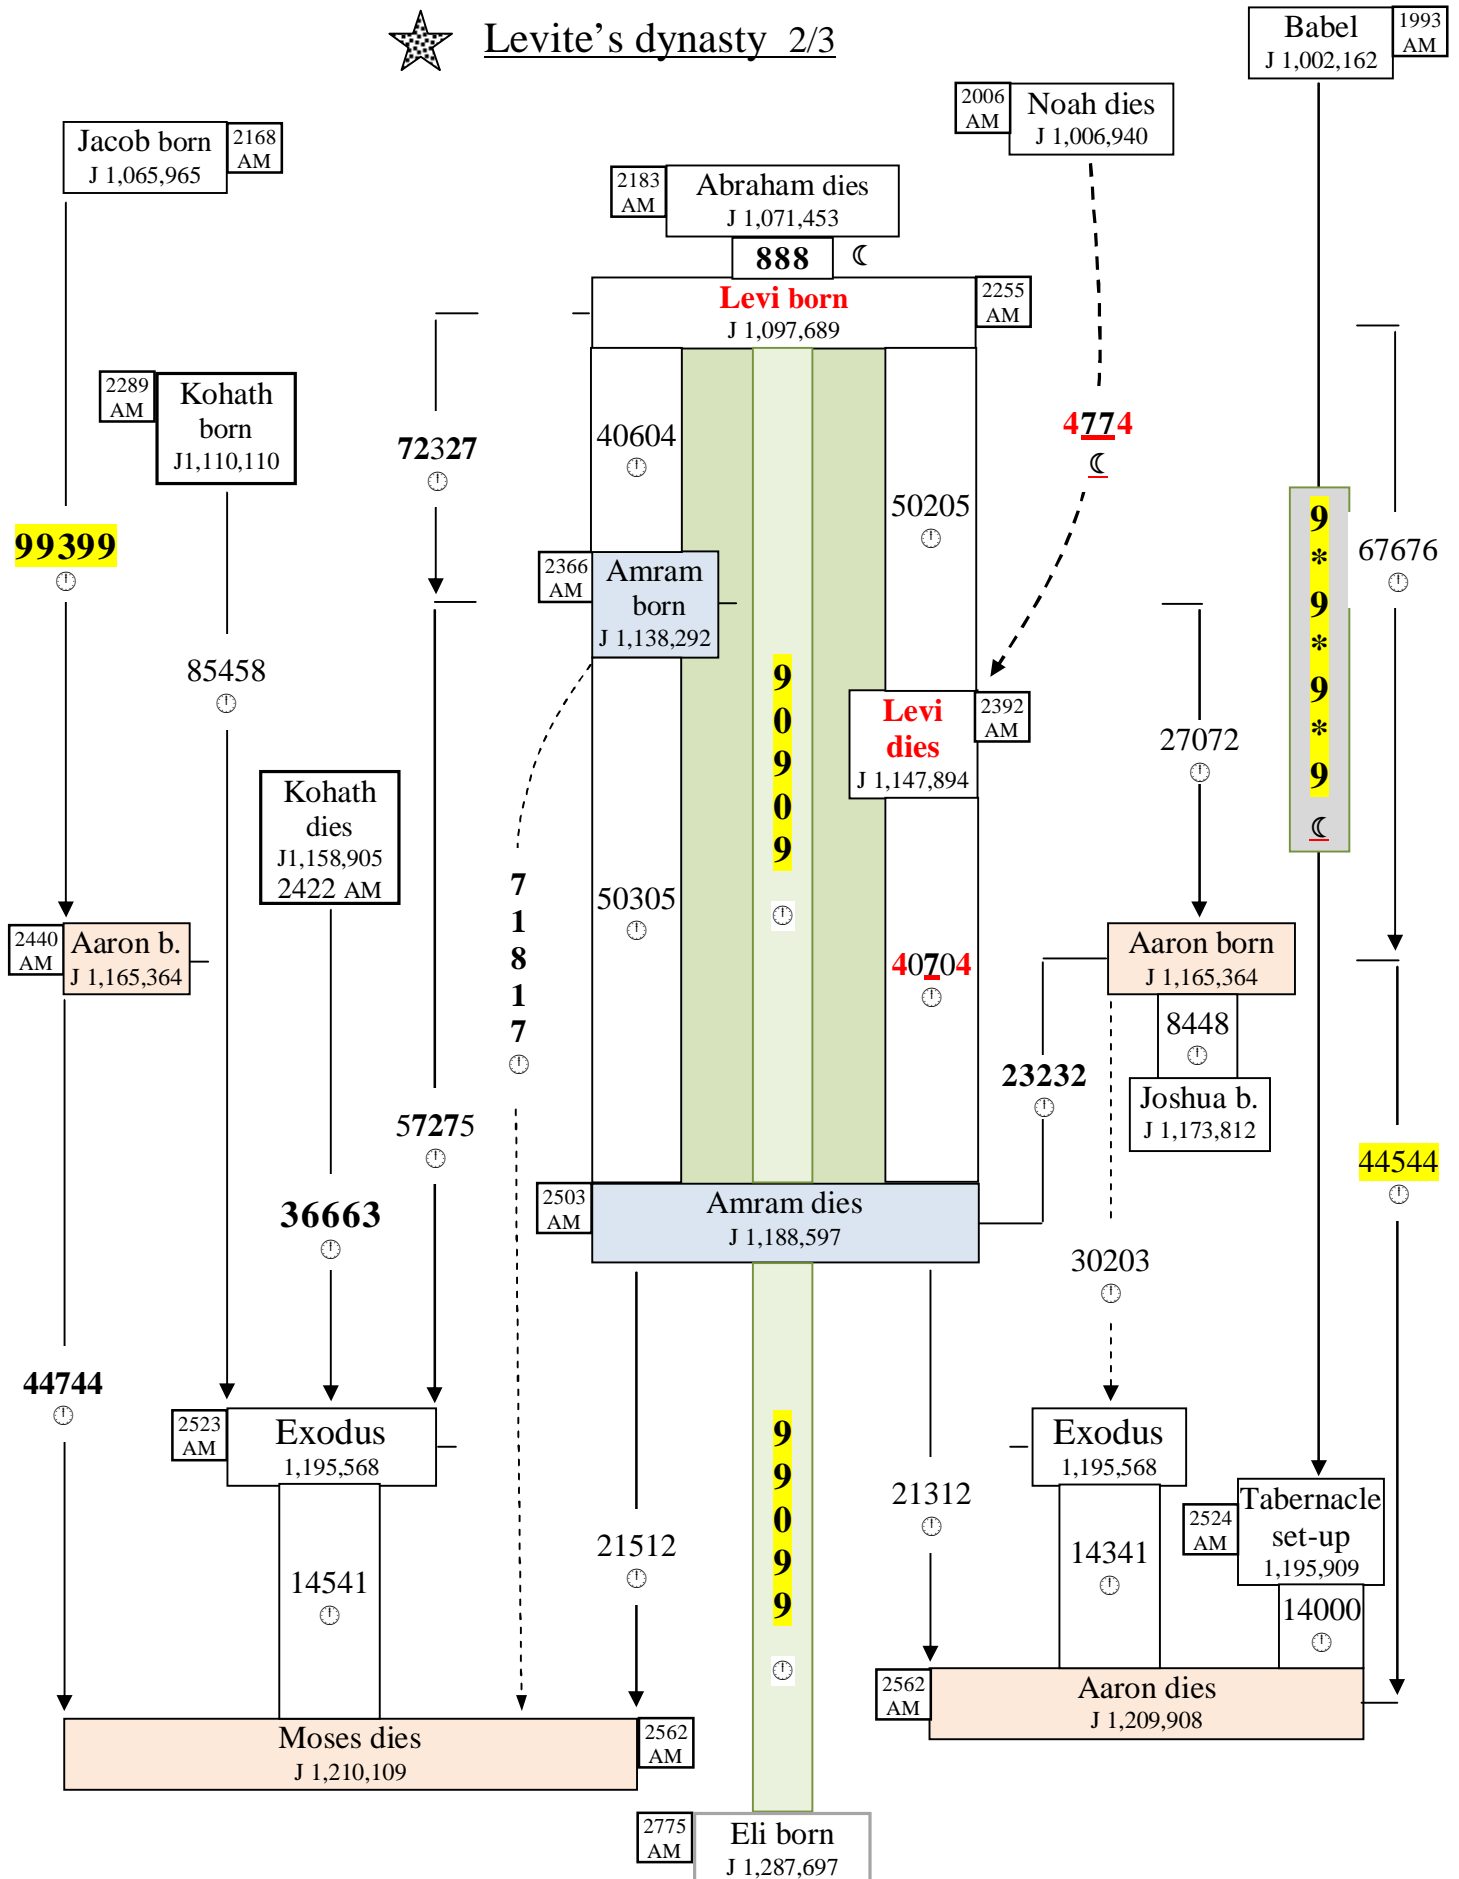 Levite's dynasty 2/3
Babel
J 1,002,162
1993
AM
2006
AM
Noah dies
J 1,006,940
Jacob born
J 1,065,965
2168
AM
2183
AM
Abraham dies
J 1,071,453
888 ☾
Levi born
J 1,097,689
2255
AM
2289
AM
Kohath
born
J1,110,110
72327
40604
4774
☾
50205
99399
67676
9
*
9
*
9
*
9
☾
2366
AM
Amram
born
J 1,138,292
85458
9
0
9
0
9
Levi
dies
J 1,147,894
2392
AM
27072
Kohath
dies
J1,158,905
2422 AM
7
1
8
1
7
50305
40704
2440
AM
Aaron b.
J 1,165,364
Aaron born
J 1,165,364
8448
23232
Joshua b.
J 1,173,812
57275
44544
36663
2503
AM
Amram dies
J 1,188,597
30203
44744
2523
AM
Exodus
1,195,568
9
9
0
9
9
Exodus
1,195,568
21312
Tabernacle
set-up
1,195,909
2524
AM
21512
14541
14341
14000
2562
AM
Aaron dies
J 1,209,908
Moses dies
J 1,210,109
2562
AM
2775
AM
Eli born
J 1,287,697